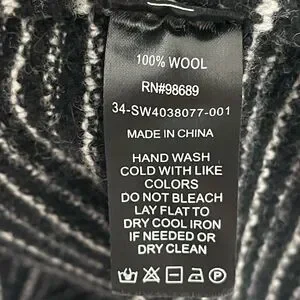 100% WOOL
RN#98689
34-SW4038077-001
MADE IN CHINA
HAND WASH
COLD WITH LIKE
COLORS
DO NOT BLEACH
LAY FLAT TO
DRY COOL IRON
IF NEEDED OR
DRY CLEAN